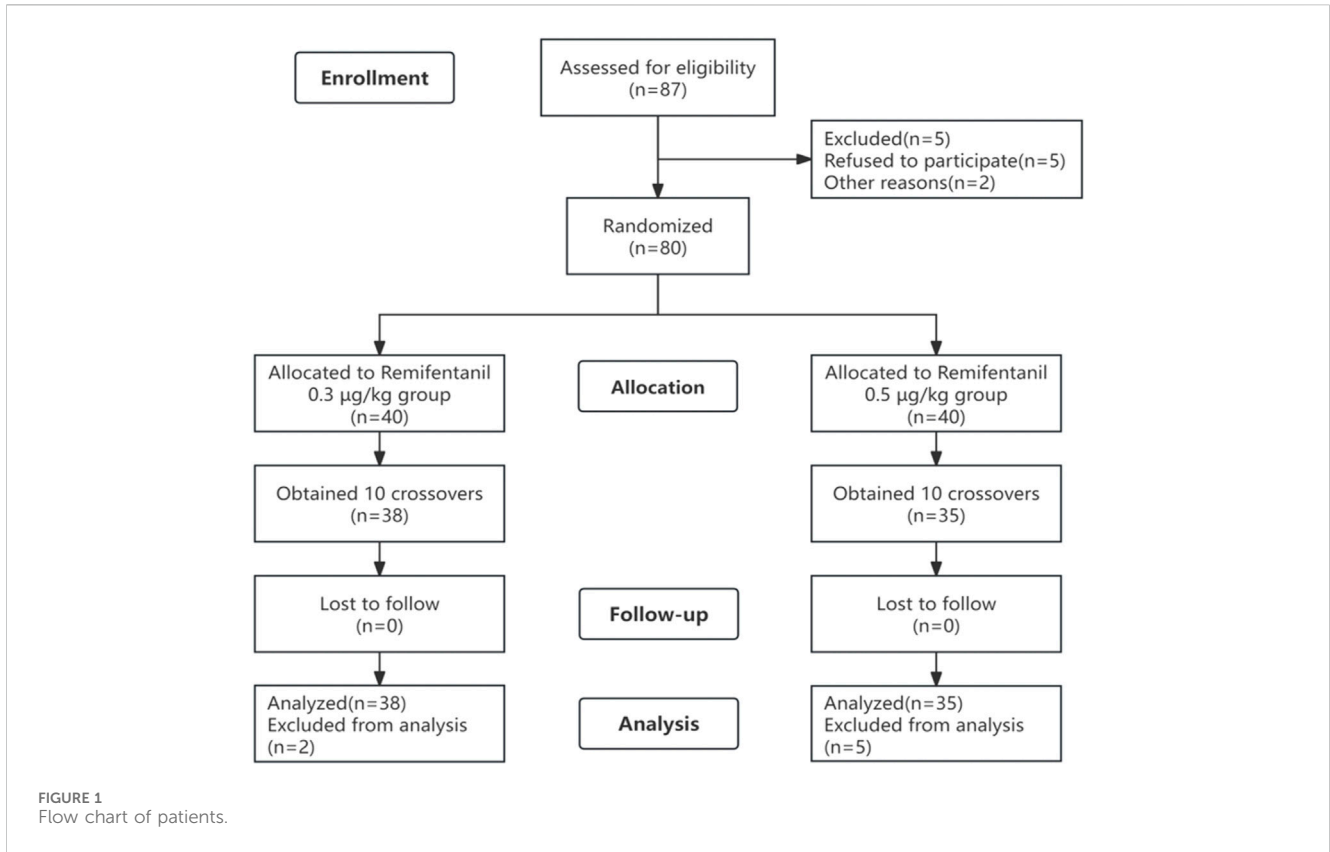 Enrollment
Assessed for eligibility
(n=87)
Excluded(n=5)
Refused to participate(n=5)
Other reasons(n=2)
Randomized
(n=80)
Allocated to Remifentanil
0.3 μg/kg group
(n=40)
Allocation
Allocated to Remifentanil
0.5 μg/kg group
(n=40)
Obtained 10 crossovers
(n=38)
Obtained 10 crossovers
(n=35)
Lost to follow
(n=0)
Follow-up
Lost to follow
(n=0)
Analyzed(n=38)
Excluded from analysis
(n=2)
Analysis
Analyzed(n=35)
Excluded from analysis
(n=5)
FIGURE 1
Flow chart of patients.